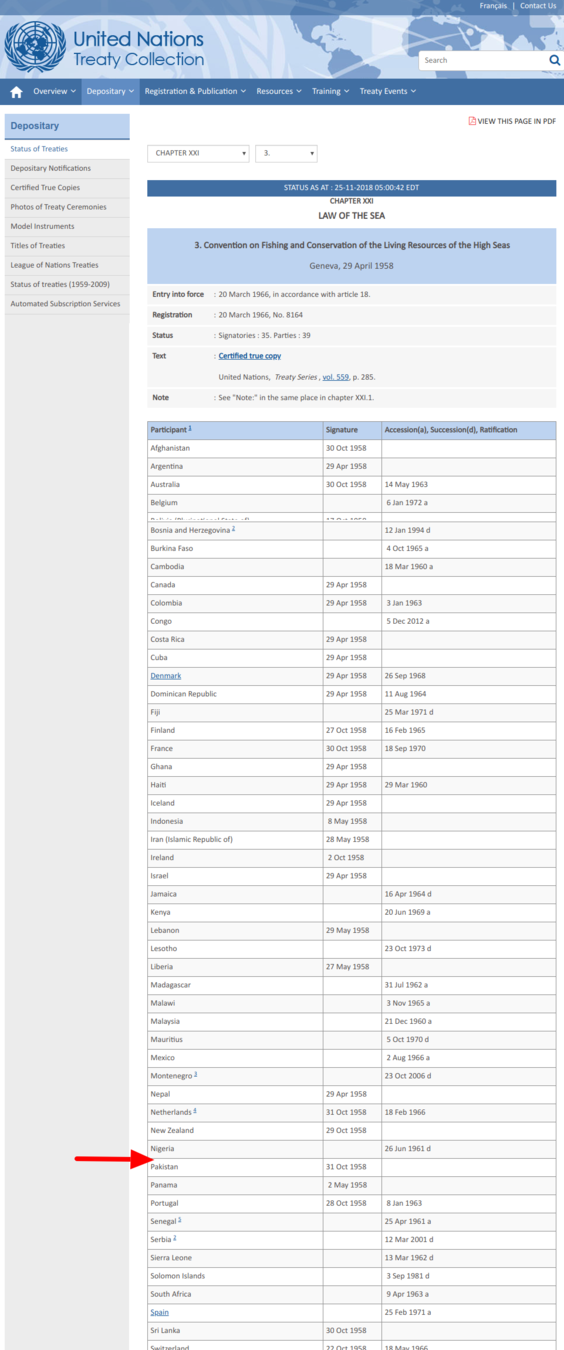 Français | Contact Us
United Nations
Treaty Collection
Search
Overview Depositary Registration & Publication Resources Training Treaty Events
Depositary
Status of Treaties
Depositary Notifications
Certified True Copies
Photos of Treaty Ceremonies
Model Instruments
Titles of Treaties
League of Nations Treaties
Status of treaties (1959-2009)
Automated Subscription Services
VIEW THIS PAGE IN PDF
CHAPTER XXI 3.
STATUS AS AT : 25-11-2018 05:00:42 EDT
CHAPTER XXI
LAW OF THE SEA
3. Convention on Fishing and Conservation of the Living Resources of the High Seas
Geneva, 29 April 1958
Entry into force : 20 March 1966, in accordance with article 18.
Registration : 20 March 1966, No. 8164
Status : Signatories : 35. Parties : 39
Text : Certified true copy
United Nations, Treaty Series , vol. 559, p. 285.
Note : See "Note:" in the same place in chapter XXI.1.
Participant 1 Signature Accession(a), Succession(d), Ratification
Afghanistan 30 Oct 1958
Argentina 29 Apr 1958
Australia 30 Oct 1958 14 May 1963
Belgium 6 Jan 1972 a
Bolivia (Plurinational State of) 17 Oct 1958
Bosnia and Herzegovina 2 12 Jan 1994 d
Burkina Faso 4 Oct 1965 a
Cambodia 18 Mar 1960 a
Canada 29 Apr 1958
Colombia 29 Apr 1958 3 Jan 1963
Congo 5 Dec 2012 a
Costa Rica 29 Apr 1958
Cuba 29 Apr 1958
Denmark 29 Apr 1958 26 Sep 1968
Dominican Republic 29 Apr 1958 11 Aug 1964
Fiji 25 Mar 1971 d
Finland 27 Oct 1958 16 Feb 1965
France 30 Oct 1958 18 Sep 1970
Ghana 29 Apr 1958
Haiti 29 Apr 1958 29 Mar 1960
Iceland 29 Apr 1958
Indonesia 8 May 1958
Iran (Islamic Republic of) 28 May 1958
Ireland 2 Oct 1958
Israel 29 Apr 1958
Jamaica 16 Apr 1964 d
Kenya 20 Jun 1969 a
Lebanon 29 May 1958
Lesotho 23 Oct 1973 d
Liberia 27 May 1958
Madagascar 31 Jul 1962 a
Malawi 3 Nov 1965 a
Malaysia 21 Dec 1960 a
Mauritius 5 Oct 1970 d
Mexico 2 Aug 1966 a
Montenegro 3 23 Oct 2006 d
Nepal 29 Apr 1958
Netherlands 4 31 Oct 1958 18 Feb 1966
New Zealand 29 Oct 1958
Nigeria 26 Jun 1961 d
Pakistan 31 Oct 1958
Panama 2 May 1958
Portugal 28 Oct 1958 8 Jan 1963
Senegal 5 25 Apr 1961 a
Serbia 2 12 Mar 2001 d
Sierra Leone 13 Mar 1962 d
Solomon Islands 3 Sep 1981 d
South Africa 9 Apr 1963 a
Spain 25 Feb 1971 a
Sri Lanka 30 Oct 1958
Switzerland 22 Oct 1958 18 May 1966